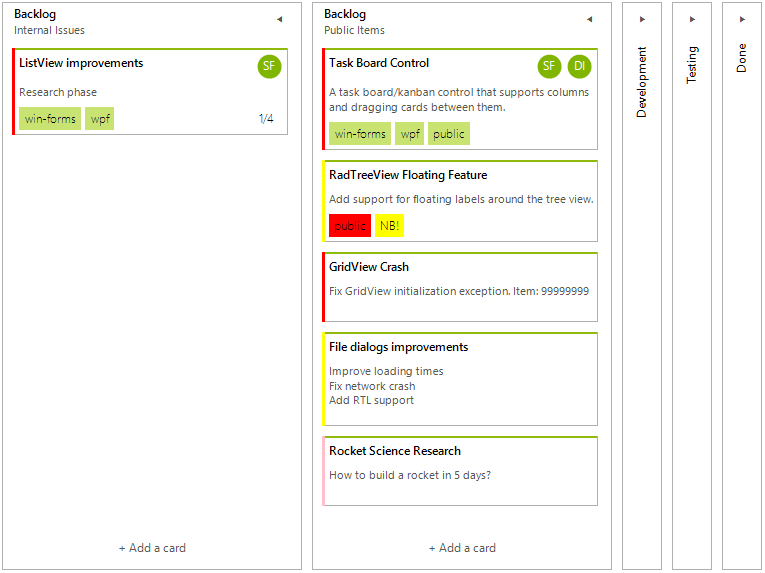 Backlog
Internal Issues
ListView improvements
SF
Research phase
win-forms wpf
1/4
+ Add a card
Backlog
Public Items
Task Board Control
SF DI
A task board/kanban control that supports columns
and dragging cards between them.
win-forms wpf public
RadTreeView Floating Feature
Add support for floating labels around the tree view.
public NB!
GridView Crash
Fix GridView initialization exception. Item: 99999999
File dialogs improvements
Improve loading times
Fix network crash
Add RTL support
Rocket Science Research
How to build a rocket in 5 days?
+ Add a card
Development
Testing
Done